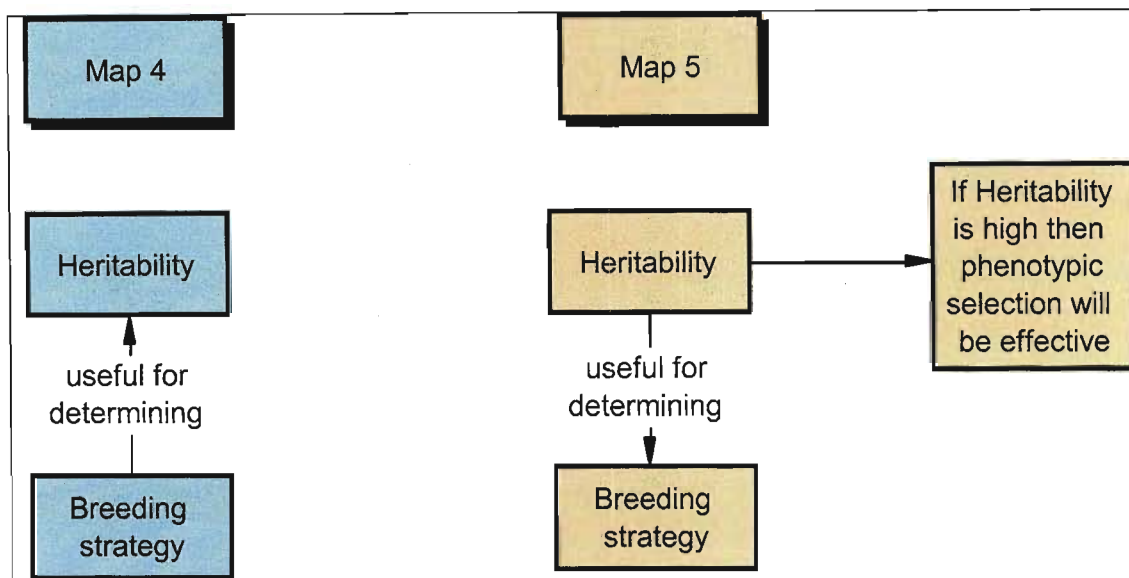 Map 4
Map 5
Heritability
useful for
determining
Breeding
strategy
Heritability
useful for
determining
Breeding
strategy
If Heritability
is high then
phenotypic
selection will
be effective